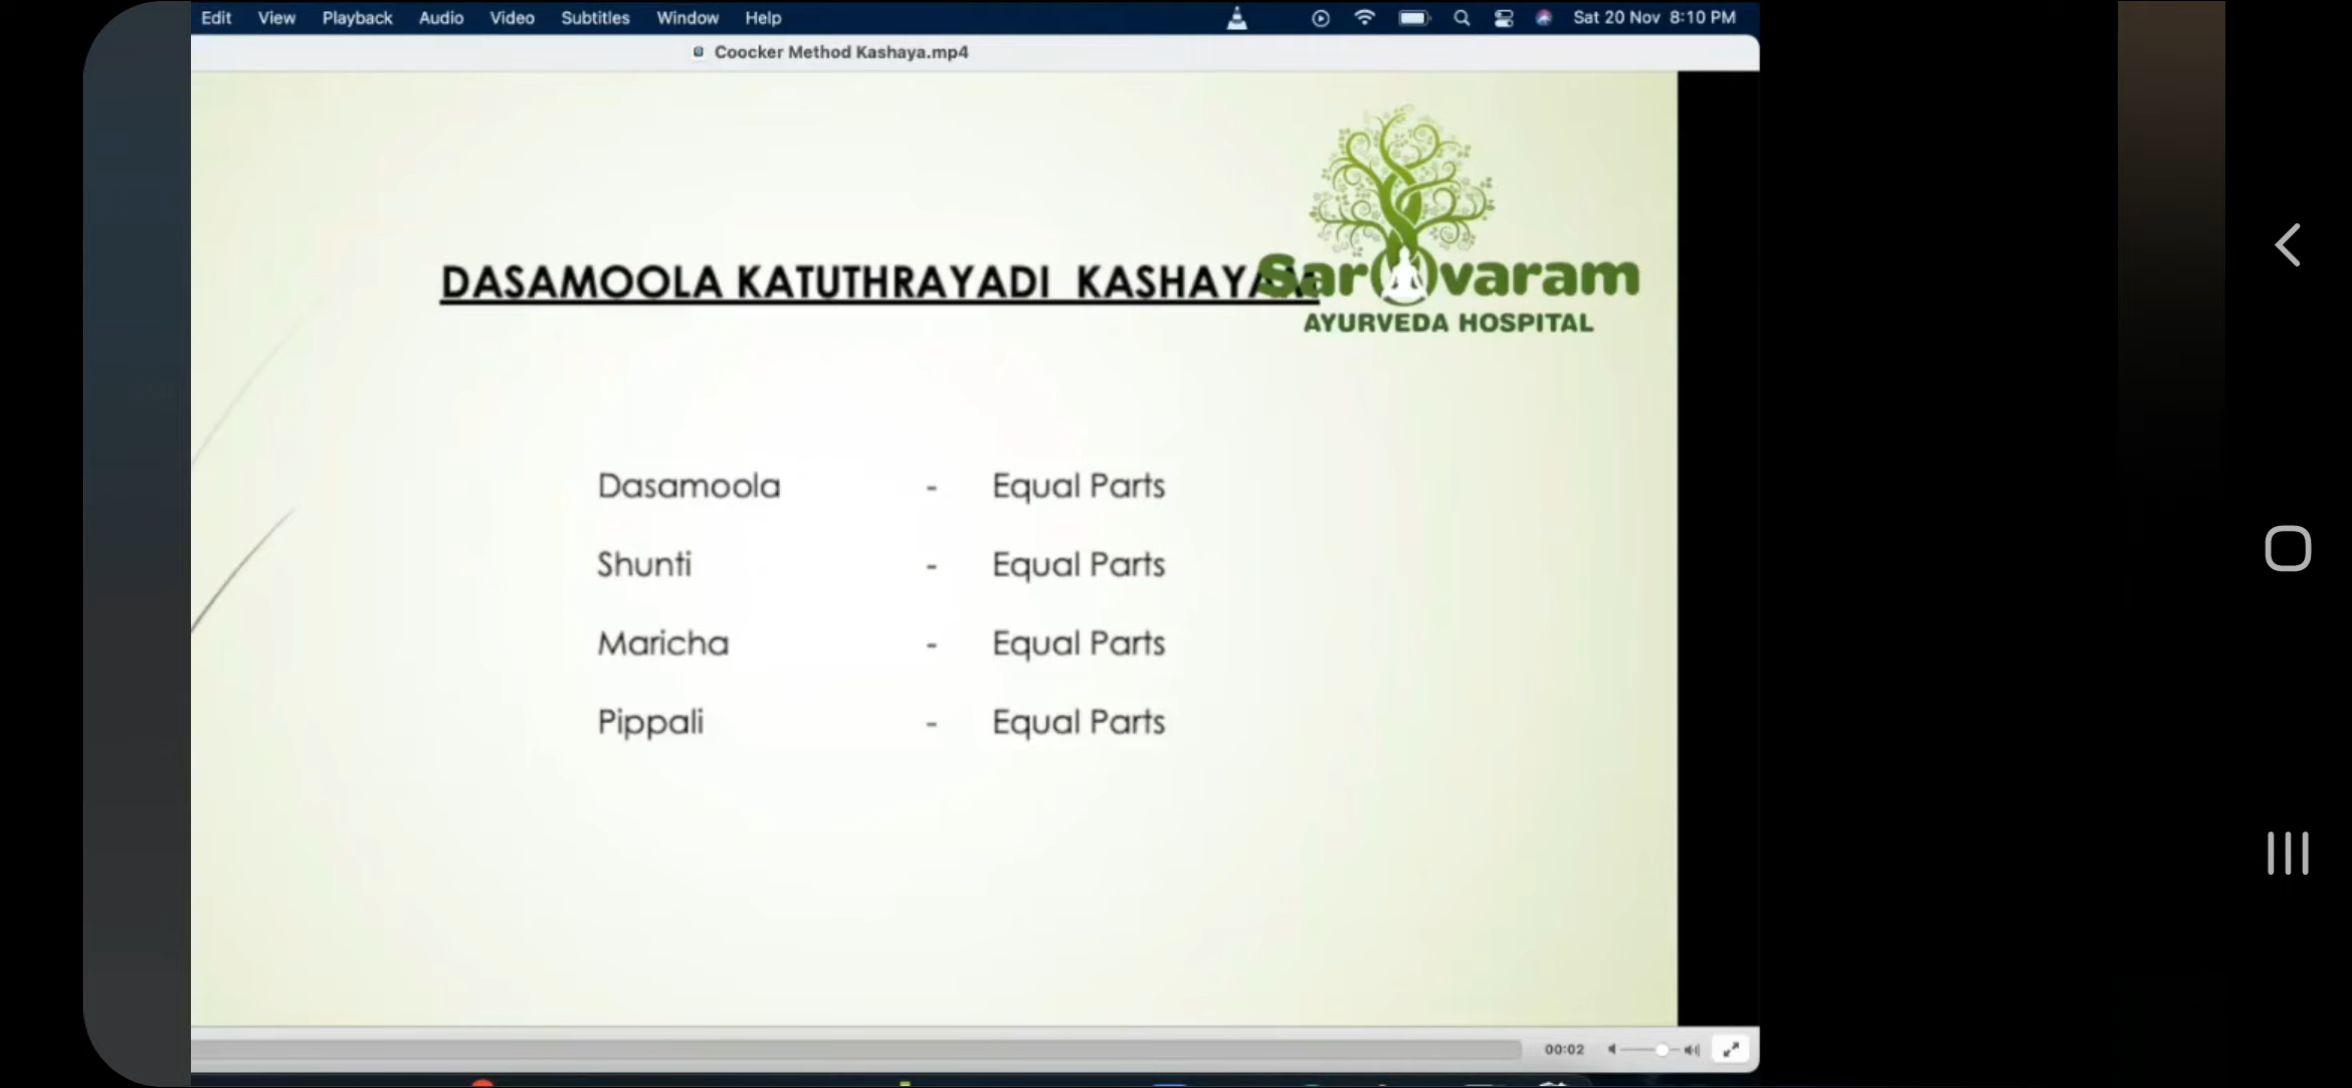 Edit View Playback Audio Video Subtitles Window Help Sat 20 Nov 8:10 PM
Coocker Method Kashaya.mp4
DASAMOOLA KATUTHRAYADI KASHAYAM
Sarovaram
AYURVEDA HOSPITAL
Dasamoola - Equal Parts
Shunti - Equal Parts
Maricha - Equal Parts
Pippali - Equal Parts
00:02